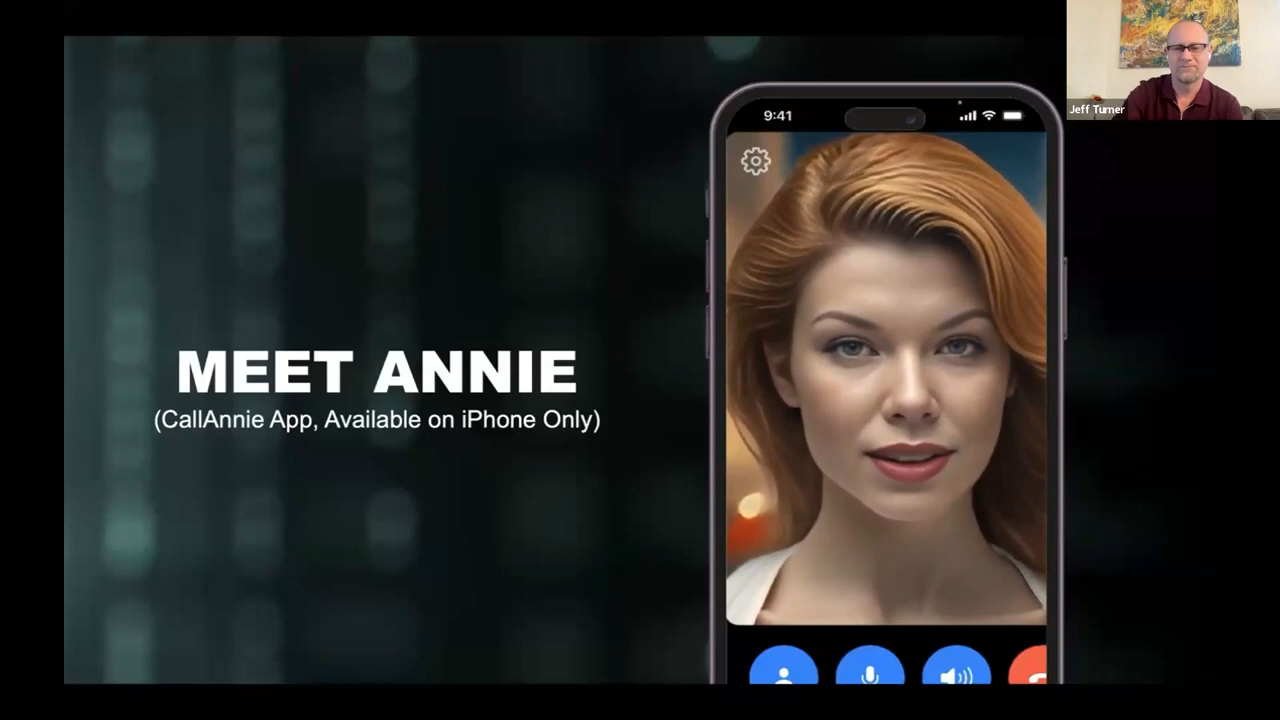 MEET ANNIE
(CallAnnie App, Available on iPhone Only)
9:41
Jeff Turner